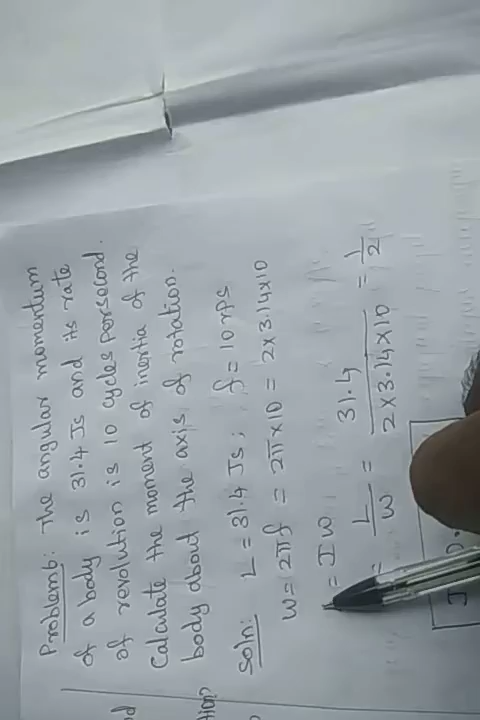 Problem6: The angular momentum
of a body is 31.4 Js and its rate
of revolution is 10 cycles per second.
Calculate the moment of inertia of the
body about the axis of rotation.
Soln: L = 31.4 Js; f = 10 rps
W = 2πf = 2π×10 = 2×3.14×10
= IW
= L/W = 31.4/2×3.14×10 = 1/2